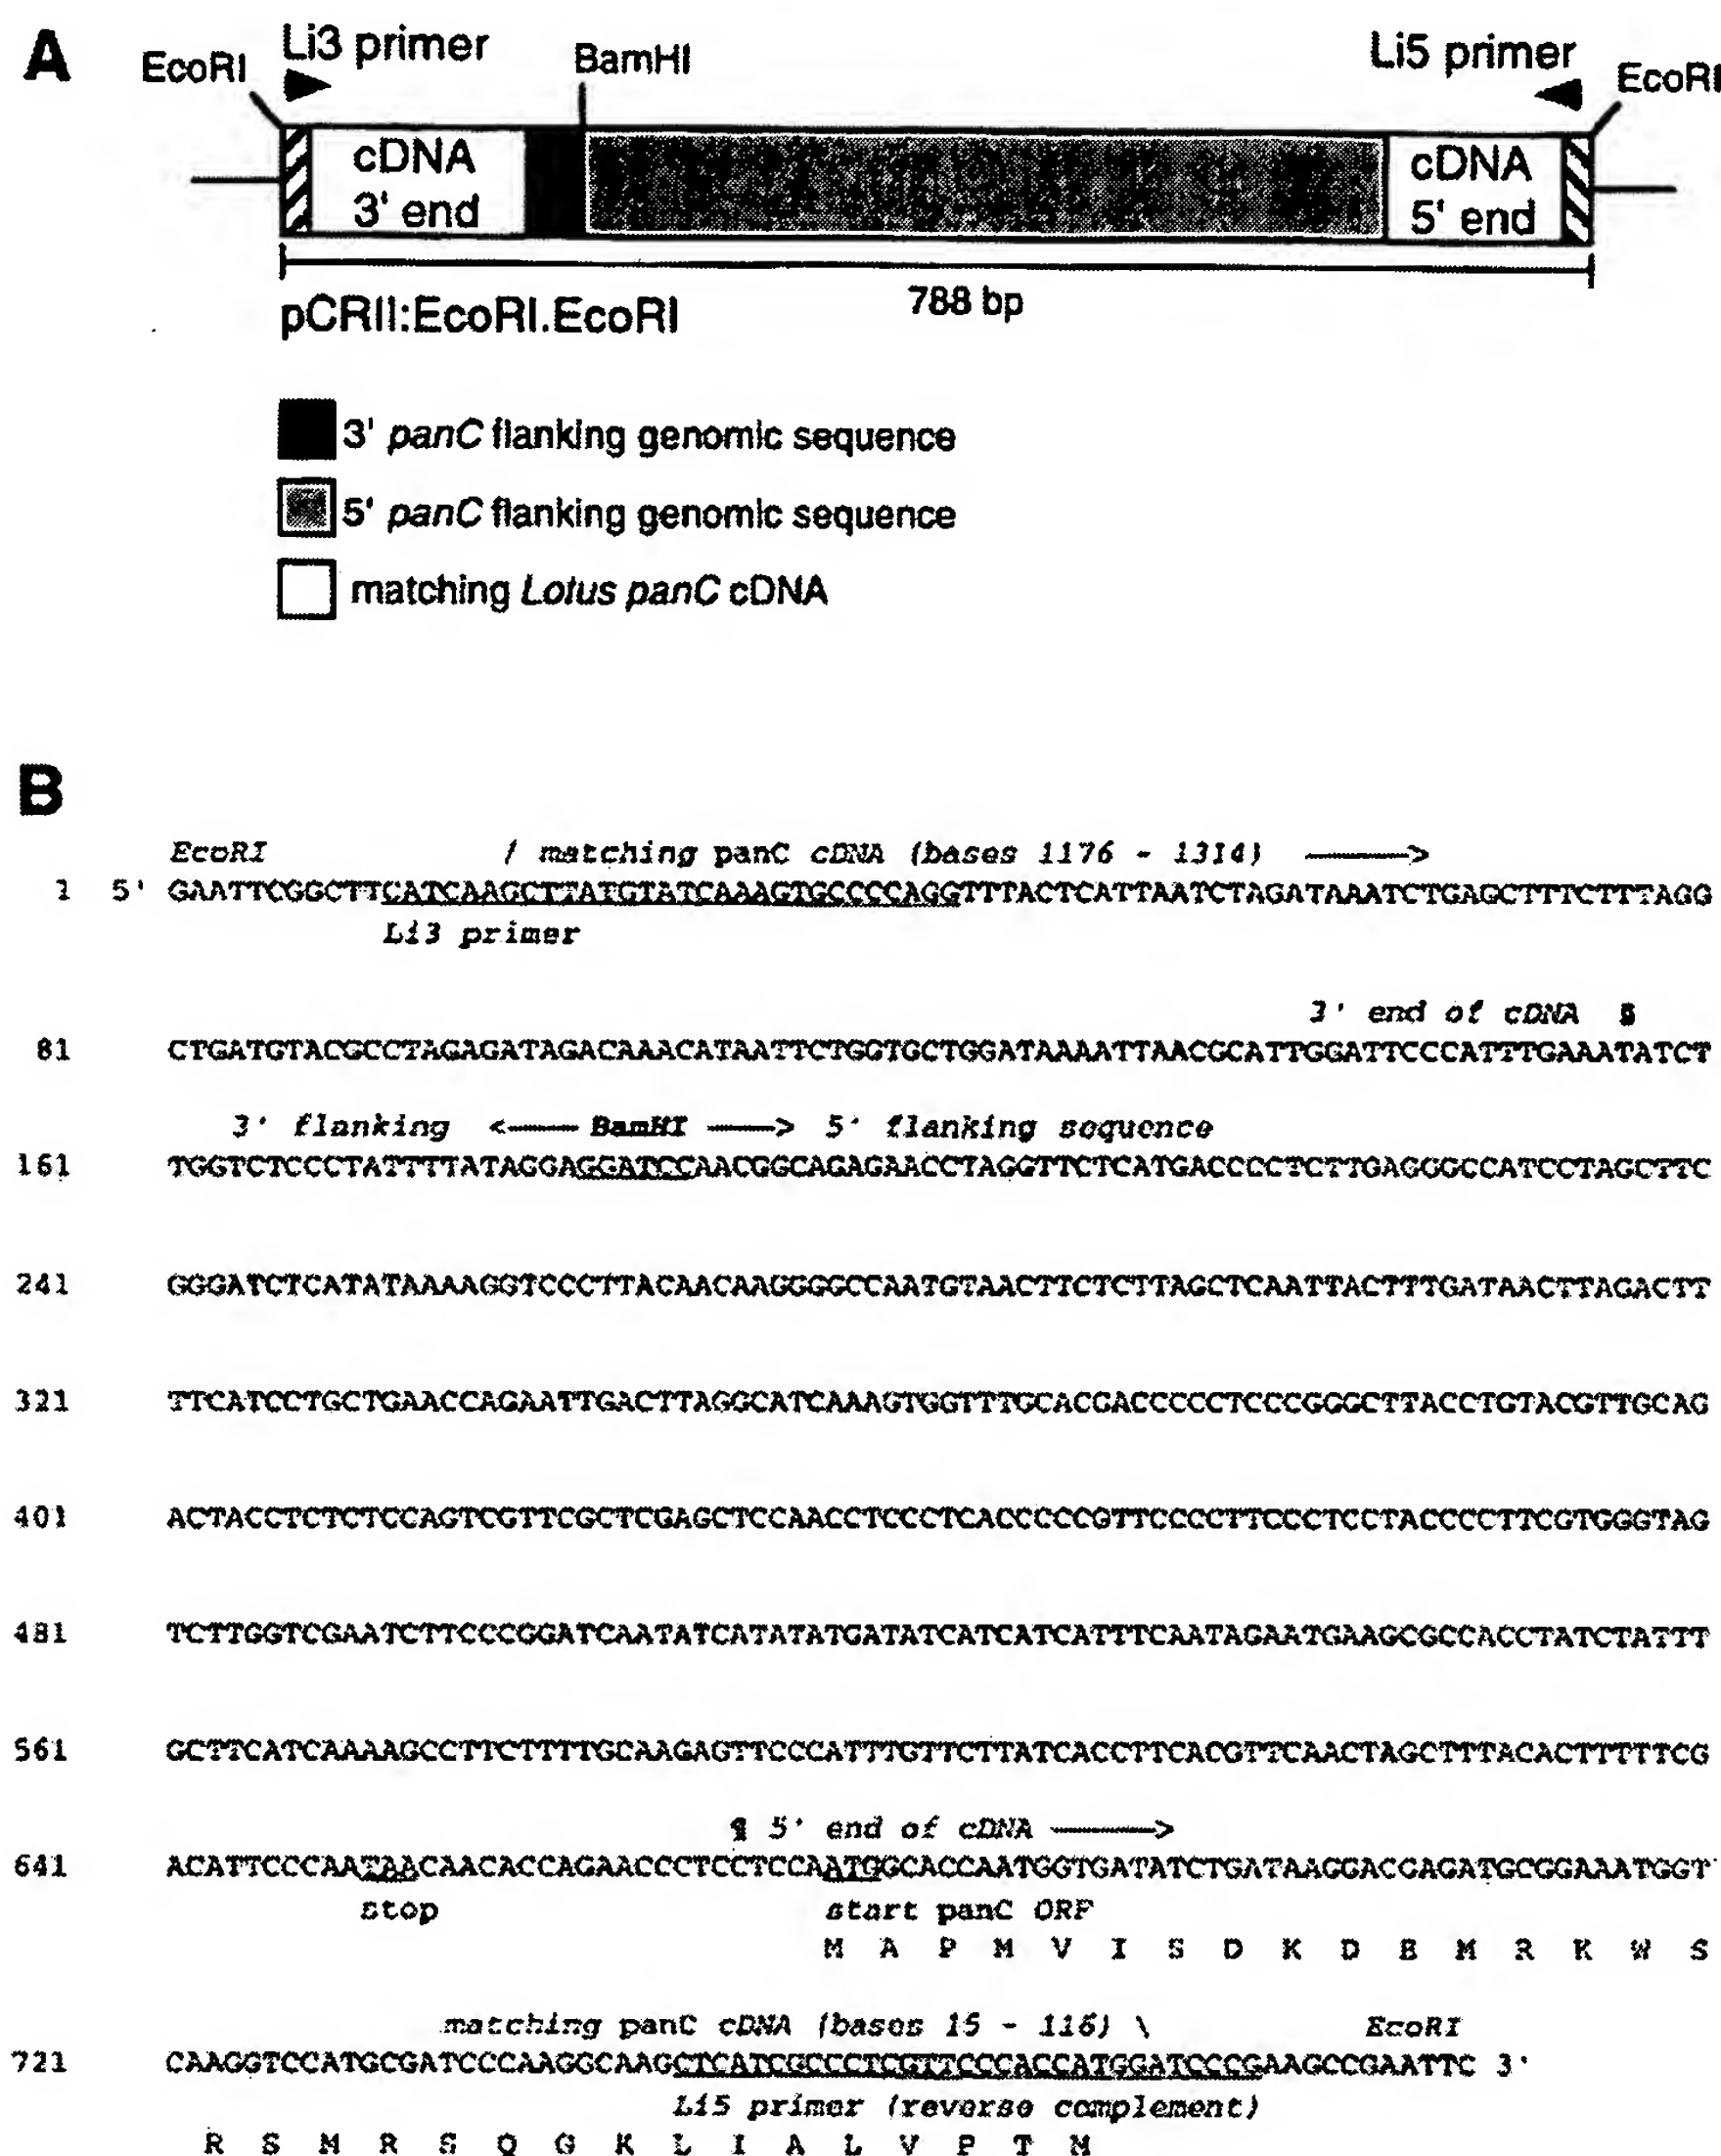 A
EcoRI
Li3 primer
BamHI
Li5 primer
EcoRI
cDNA 3' end
cDNA 5' end
788 bp
pCRII:EcoRI.EcoRI
3' panC flanking genomic sequence
5' panC flanking genomic sequence
matching Lotus panC cDNA
B
EcoRI / matching panC cDNA (bases 1176 - 1314) ——>
1 5' GAATTCGGCTTCATCAAGCTTATGTATCAAAGTGCCCCAGGTTTACTCATTAATCTAGATAAATCTGAGCTTTCTTTAGG
Li3 primer
3' end of cDNA §
81 CTGATGTACGCCTAGAGATAGACAAACATAATTCTGGTGCTGGATAAAATTAACGCATTGGATTCCCATTTGAAATATCT
3' flanking <—— BamHI ——> 5' flanking sequence
161 TGGTCTCCCTATTTTATAGGAGGATCCAACGGCAGAGAACCTAGGTTCTCATGACCCCTCTTGAGGGCCATCCTAGCTTC
241 GGGATCTCATATAAAAGGTCCCTTACAACAAGGGGCCAATGTAACTTCTCTTAGCTCAATTACTTTGATAACTTAGACTT
321 TTCATCCTGCTGAACCAGAATTGACTTAGGCATCAAAGTGGTTTGCACGACCCCCTCCCGGGCTTACCTGTACGTTGCAG
401 ACTACCTCTCTCCAGTCGTTCGCTCGAGCTCCAACCTCCCTCACCCCCGTTCCCCTTCCCTCCTACCCCTTCGTGGGTAG
481 TCTTGGTCGAATCTTCCCGGATCAATATCATATATGATATCATCATCATTTCAATAGAATGAAGCGCCACCTATCTATTT
561 GCTTCATCAAAAGCCTTCTTTTGCAAGAGTTCCCATTTGTTCTTATCACCTTCACGTTCAACTAGCTTTACACTTTTTCG
¶ 5' end of cDNA ——>
641 ACATTCCCAATAACAACACCAGAACCCTCCTCCAATGGCACCAATGGTGATATCTGATAAGGACGAGATGCGGAAATGGT
stop start panC ORF
M A P M V I S D K D E M R K W S
matching panC cDNA (bases 15 - 116) \ EcoRI
721 CAAGGTCCATGCGATCCCAAGGCAAGCTCATCGCCCTCGTTCCCACCATGGATCCCGAAGCCGAATTC 3'
Li5 primer (reverse complement)
R S M R S Q G K L I A L V P T M